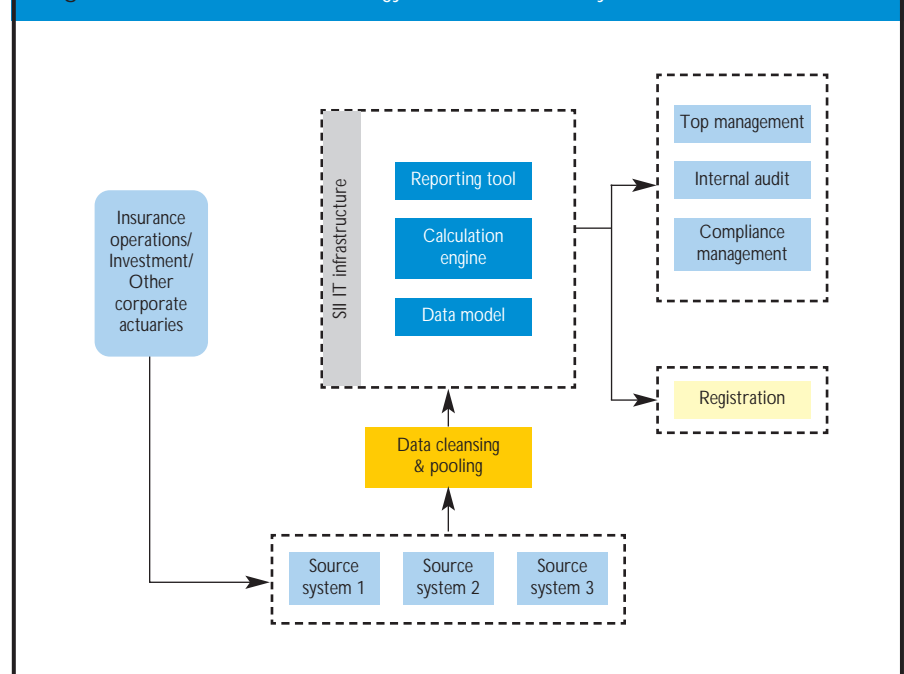 Top management
Reporting tool
Internal audit
SII IT infrastructure
Insurance
operations/
Investment/
Other
corporate
actuaries
Calculation
engine
Compliance
management
Data model
Registration
Data cleansing
& pooling
Source
system 1
Source
system 2
Source
system 3